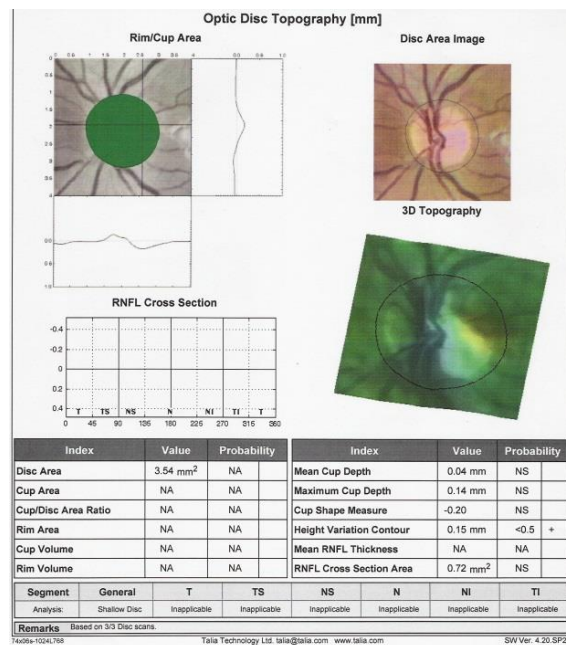 Optic Disc Topography [mm]
Rim/Cup Area
Disc Area Image
3D Topography
RNFL Cross Section
-0.4
-0.2
0
0.2
0.4
T TS NS N NI TI T
0 45 90 135 180 225 270 315 360
Index Value Probability
Disc Area 3.54 mm² NA
Cup Area NA NA
Cup/Disc Area Ratio NA NA
Rim Area NA NA
Cup Volume NA NA
Rim Volume NA NA
Index Value Probability
Mean Cup Depth 0.04 mm NS
Maximum Cup Depth 0.14 mm NS
Cup Shape Measure -0.20 NS
Height Variation Contour 0.15 mm <0.5 +
Mean RNFL Thickness NA NA
RNFL Cross Section Area 0.72 mm² NS
Segment General T TS NS N NI TI
Analysis: Shallow Disc Inapplicable Inapplicable Inapplicable Inapplicable Inapplicable Inapplicable
Remarks Based on 3/3 Disc scans.
Talia Technology Ltd. talia@talia.com www.talia.com SW Ver. 4.20.SP2